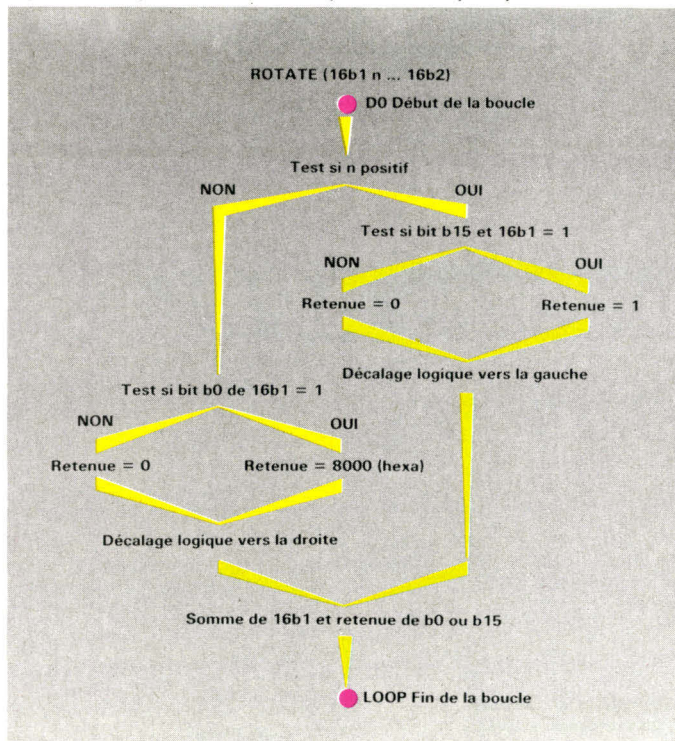 ROTATE (16b1 n ... 16b2)
D0 Début de la boucle
Test si n positif
NON
OUI
Test si bit b15 et 16b1 = 1
NON
OUI
Retenue = 0
Retenue = 1
Décalage logique vers la gauche
Test si bit b0 de 16b1 = 1
NON
OUI
Retenue = 0
Retenue = 8000 (hexa)
Décalage logique vers la droite
Somme de 16b1 et retenue de b0 ou b15
LOOP Fin de la boucle